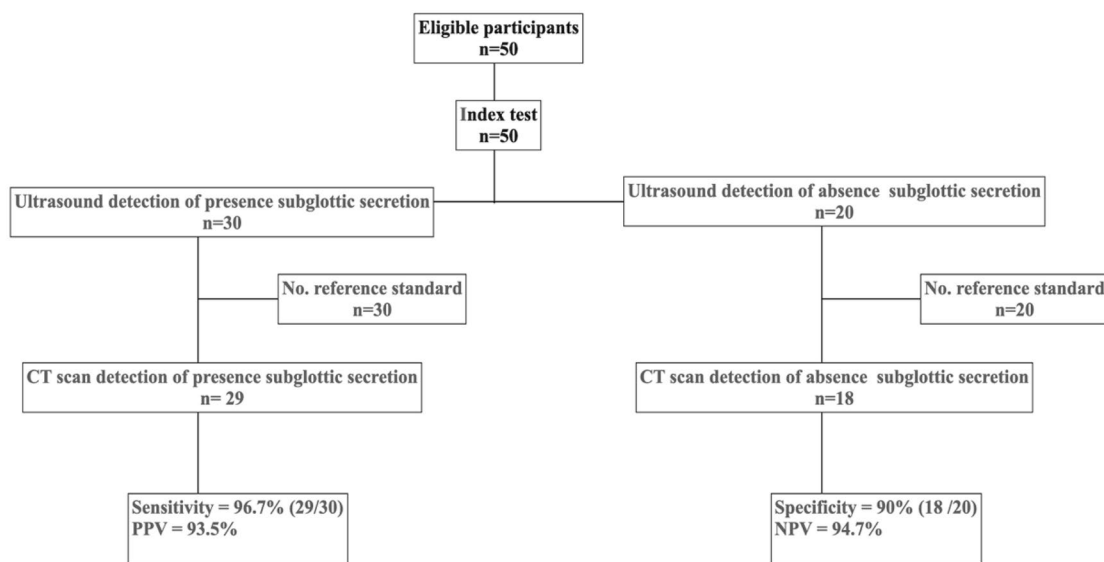 Eligible participants
n=50
Index test
n=50
Ultrasound detection of presence subglottic secretion
n=30
Ultrasound detection of absence subglottic secretion
n=20
No. reference standard
n=30
No. reference standard
n=20
CT scan detection of presence subglottic secretion
n= 29
CT scan detection of absence subglottic secretion
n=18
Sensitivity = 96.7% (29/30)
PPV = 93.5%
Specificity = 90% (18 /20)
NPV = 94.7%